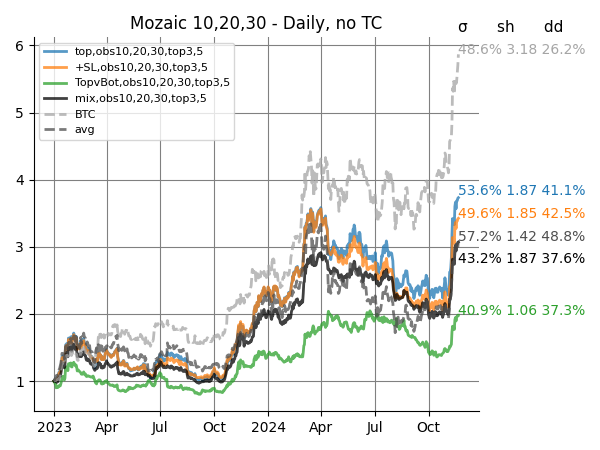 Mozaic 10,20,30 - Daily, no TC
σ sh dd
top,obs10,20,30,top3,5
+SL,obs10,20,30,top3,5
TopvBot,obs10,20,30,top3,5
mix,obs10,20,30,top3,5
BTC
avg
48.6% 3.18 26.2%
53.6% 1.87 41.1%
49.6% 1.85 42.5%
57.2% 1.42 48.8%
43.2% 1.87 37.6%
40.9% 1.06 37.3%
6
5
4
3
2
1
2023 Apr Jul Oct 2024 Apr Jul Oct